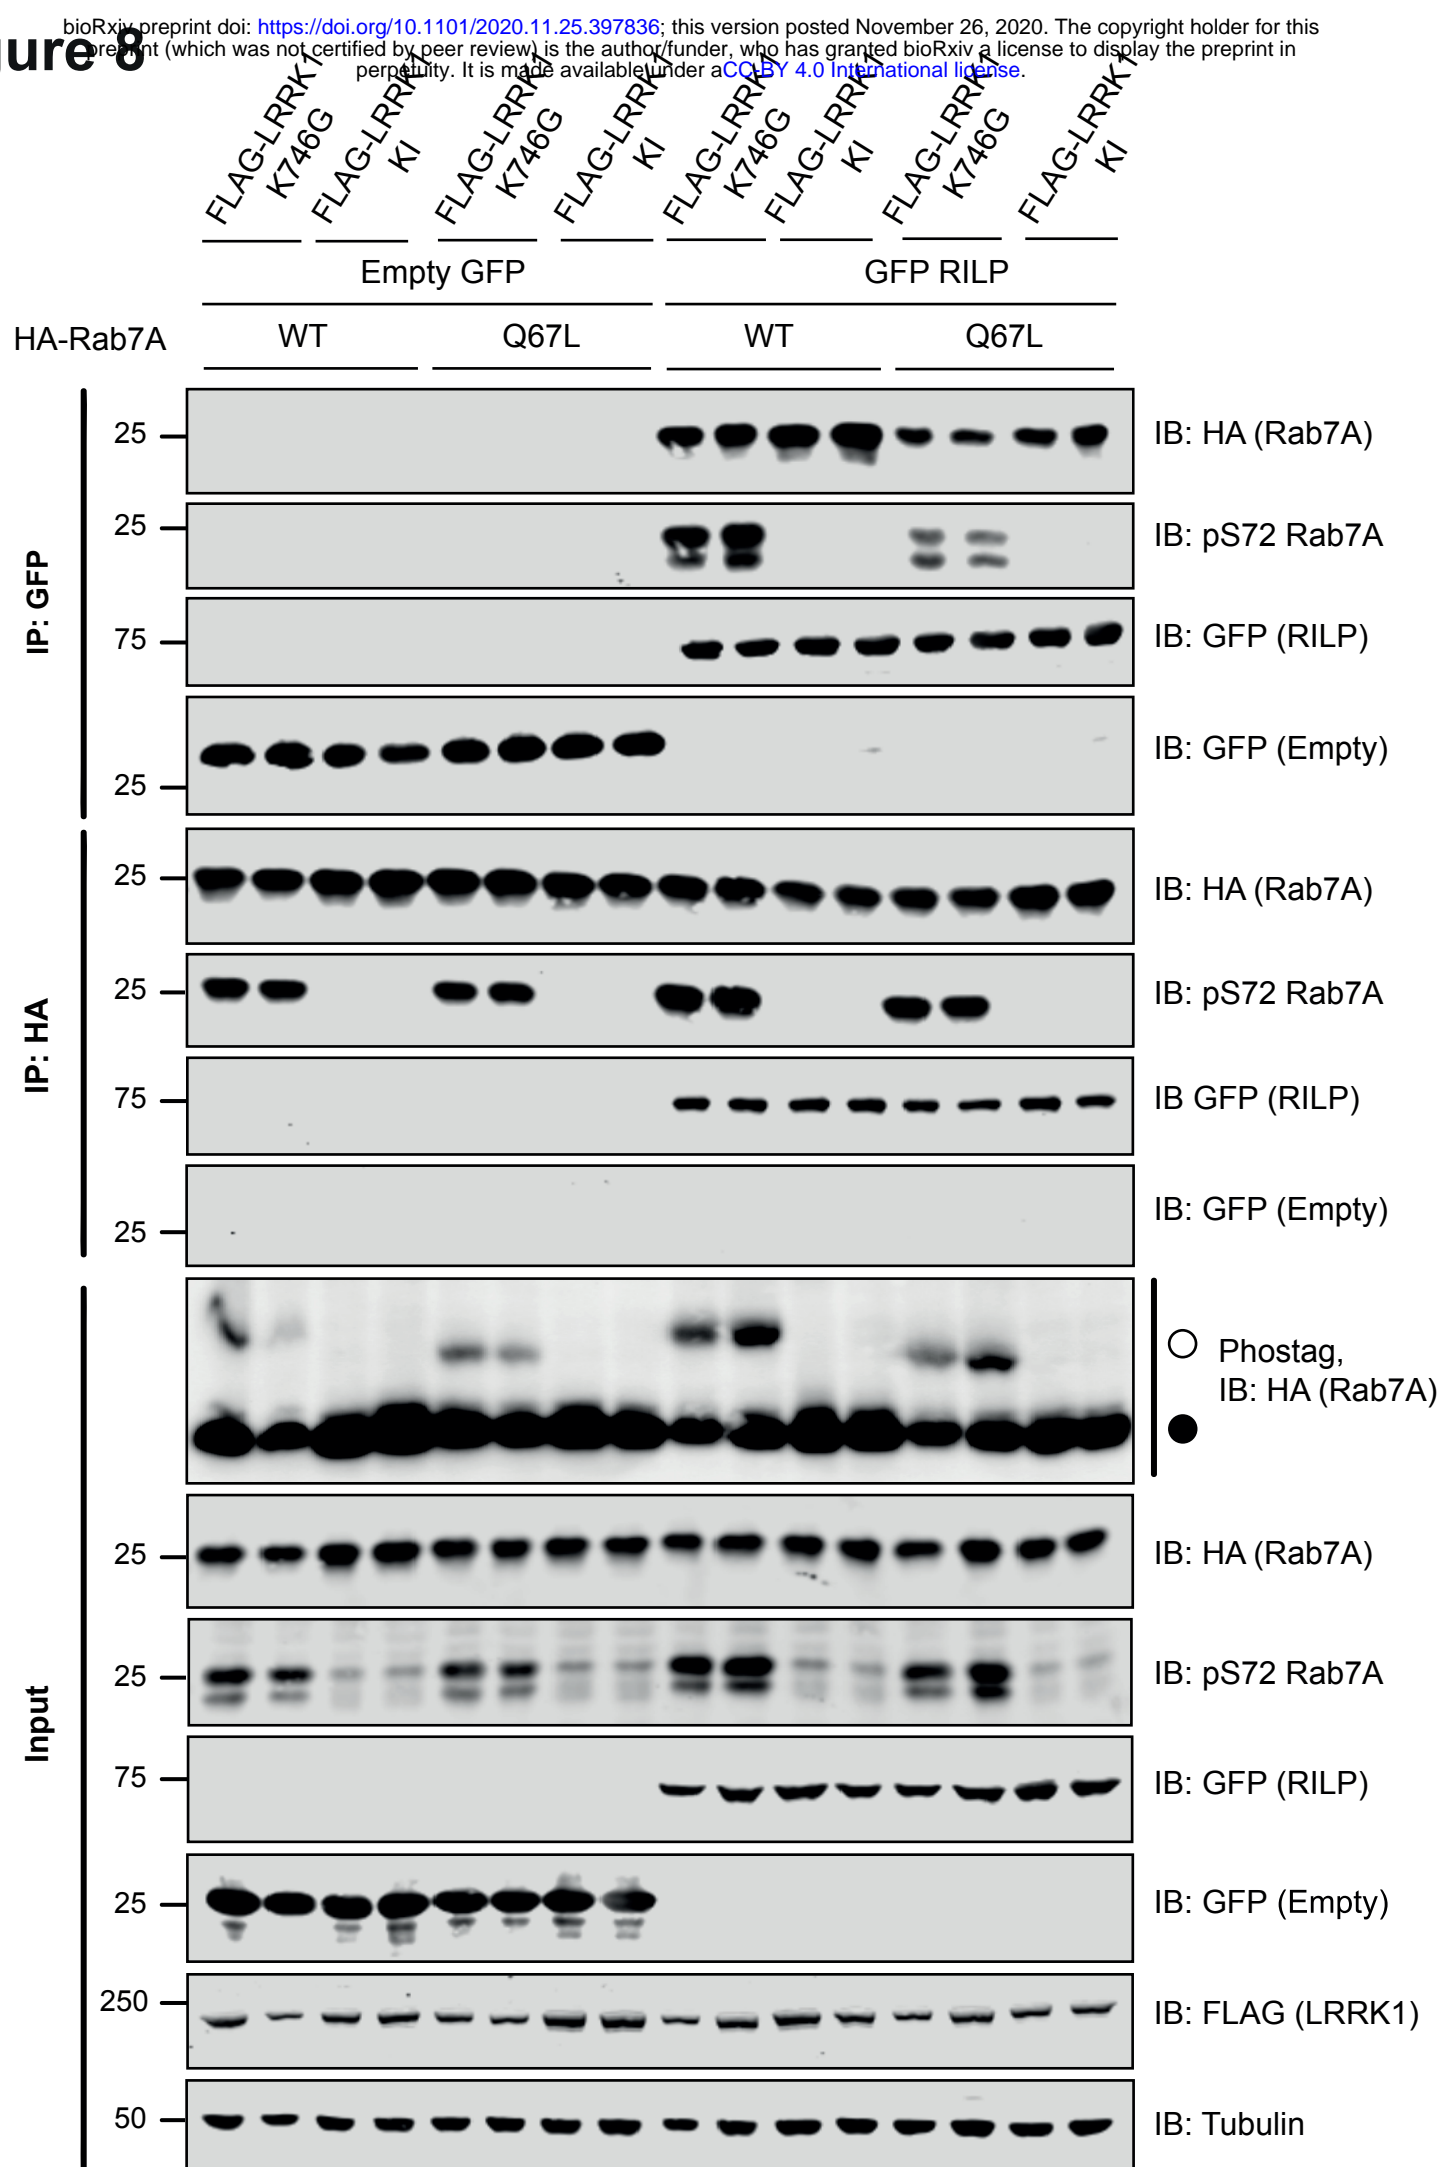 bioRxiv preprint doi: https://doi.org/10.1101/2020.11.25.397836; this version posted November 26, 2020. The copyright holder for this
preprint (which was not certified by peer review) is the author/funder, who has granted bioRxiv a license to display the preprint in
perpetuity. It is made available under aCC-BY 4.0 International license.
ure 8
FLAG-LRRK1 K746G
FLAG-LRRK1 KI
FLAG-LRRK1 K746G
FLAG-LRRK1 KI
FLAG-LRRK1 K746G
FLAG-LRRK1 KI
FLAG-LRRK1 K746G
FLAG-LRRK1 KI
Empty GFP GFP RILP
HA-Rab7A WT Q67L WT Q67L
IP: GFP
25 IB: HA (Rab7A)
25 IB: pS72 Rab7A
75 IB: GFP (RILP)
25 IB: GFP (Empty)
IP: HA
25 IB: HA (Rab7A)
25 IB: pS72 Rab7A
75 IB GFP (RILP)
25 IB: GFP (Empty)
Input
Phostag,
IB: HA (Rab7A)
25 IB: HA (Rab7A)
25 IB: pS72 Rab7A
75 IB: GFP (RILP)
25 IB: GFP (Empty)
250 IB: FLAG (LRRK1)
50 IB: Tubulin